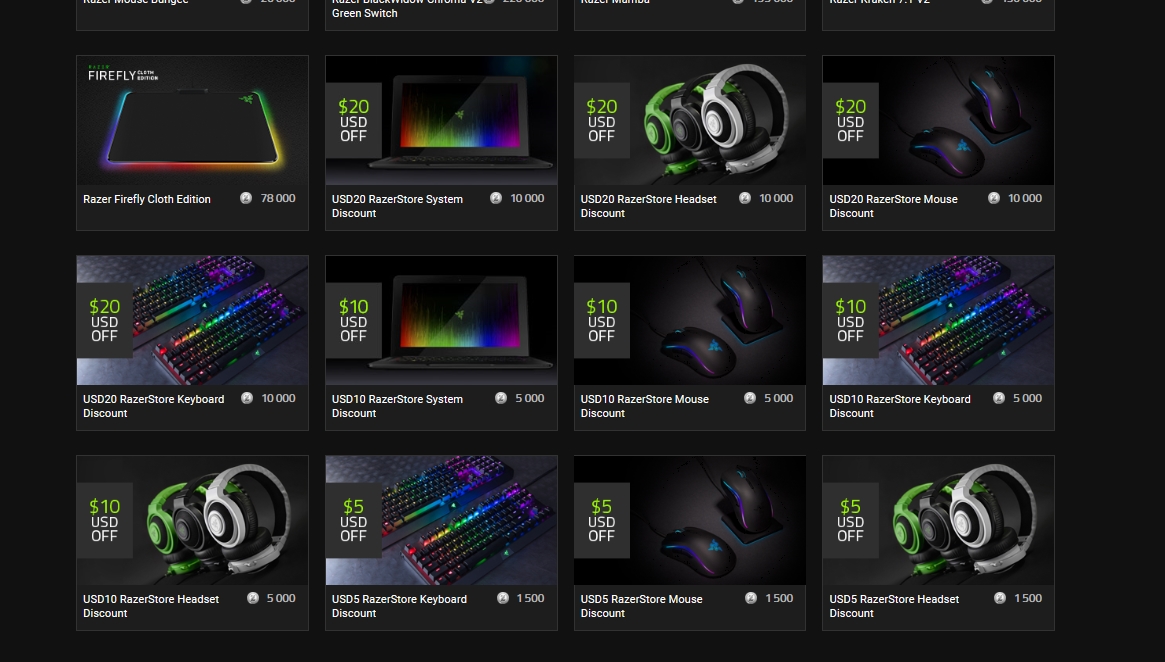 Razer Mouse Bungee
Razer BlackWidow Chroma V2
Green Switch
Razer Mamba
Razer Kraken 7.1 V2
RAZER
FIREFLY CLOTH EDITION
Razer Firefly Cloth Edition 78 000
$20
USD
OFF
USD20 RazerStore System 10 000
Discount
$20
USD
OFF
USD20 RazerStore Headset 10 000
Discount
$20
USD
OFF
USD20 RazerStore Mouse 10 000
Discount
$20
USD
OFF
USD20 RazerStore Keyboard 10 000
Discount
$10
USD
OFF
USD10 RazerStore System 5 000
Discount
$10
USD
OFF
USD10 RazerStore Mouse 5 000
Discount
$10
USD
OFF
USD10 RazerStore Keyboard 5 000
Discount
$10
USD
OFF
USD10 RazerStore Headset 5 000
Discount
$5
USD
OFF
USD5 RazerStore Keyboard 1 500
Discount
$5
USD
OFF
USD5 RazerStore Mouse 1 500
Discount
$5
USD
OFF
USD5 RazerStore Headset 1 500
Discount